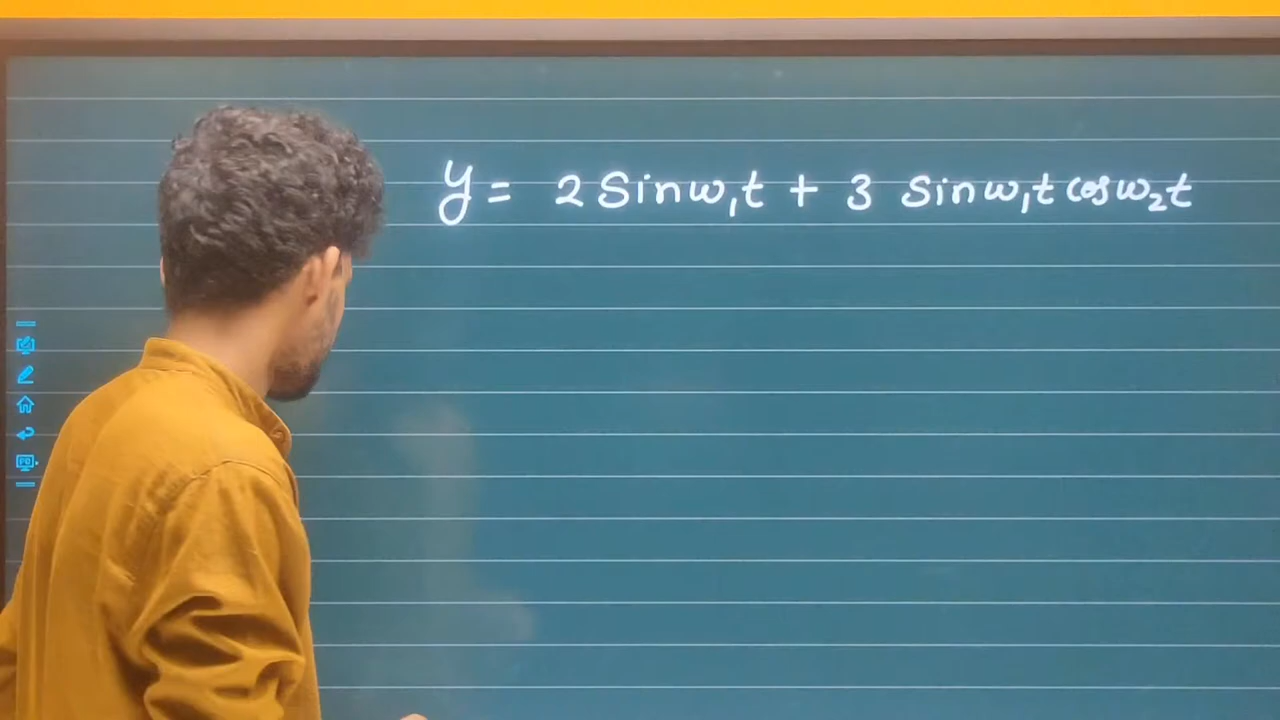 y = 2 Sinω₁t + 3 Sinω₁t cosω₂t